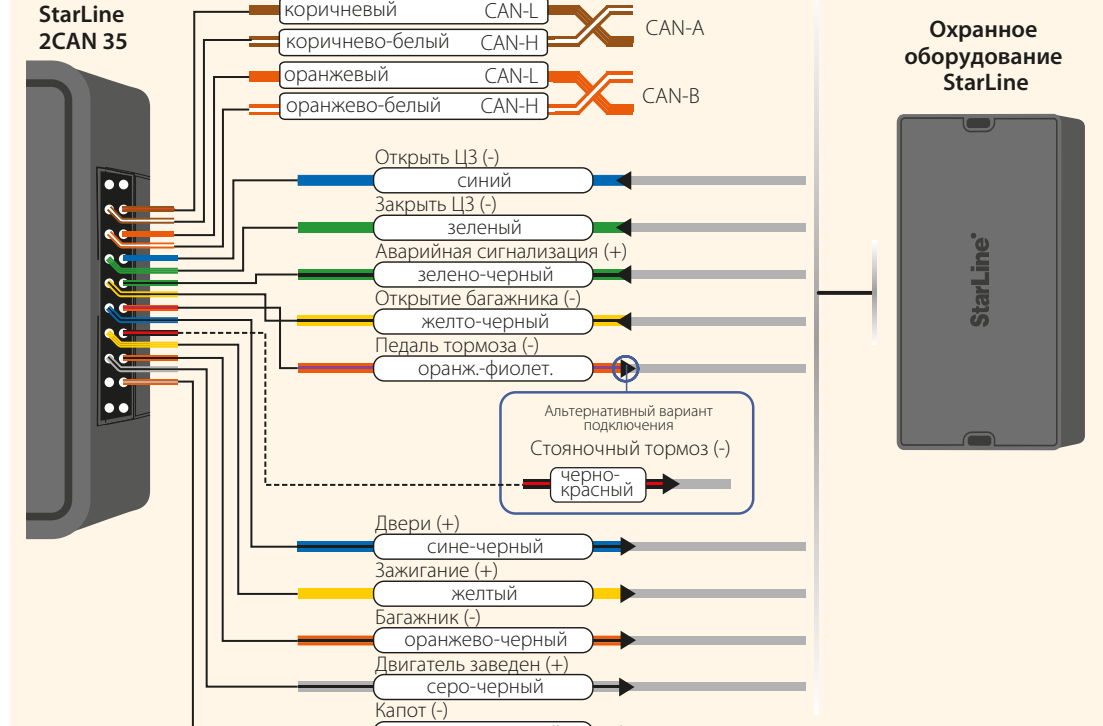 StarLine
2CAN 35
коричневый CAN-L
коричнево-белый CAN-H
CAN-A
оранжевый CAN-L
оранжево-белый CAN-H
CAN-B
Охранное
оборудование
StarLine
Открыть ЦЗ (-)
синий
Закрыть ЦЗ (-)
зеленый
Аварийная сигнализация (+)
зелено-черный
Открытие багажника (-)
желто-черный
Педаль тормоза (-)
оранж.-фиолет.
Альтернативный вариант
подключения
Стояночный тормоз (-)
черно-
красный
Двери (+)
сине-черный
Зажигание (+)
желтый
Багажник (-)
оранжево-черный
Двигатель заведен (+)
серо-черный
Капот (-)
StarLine®